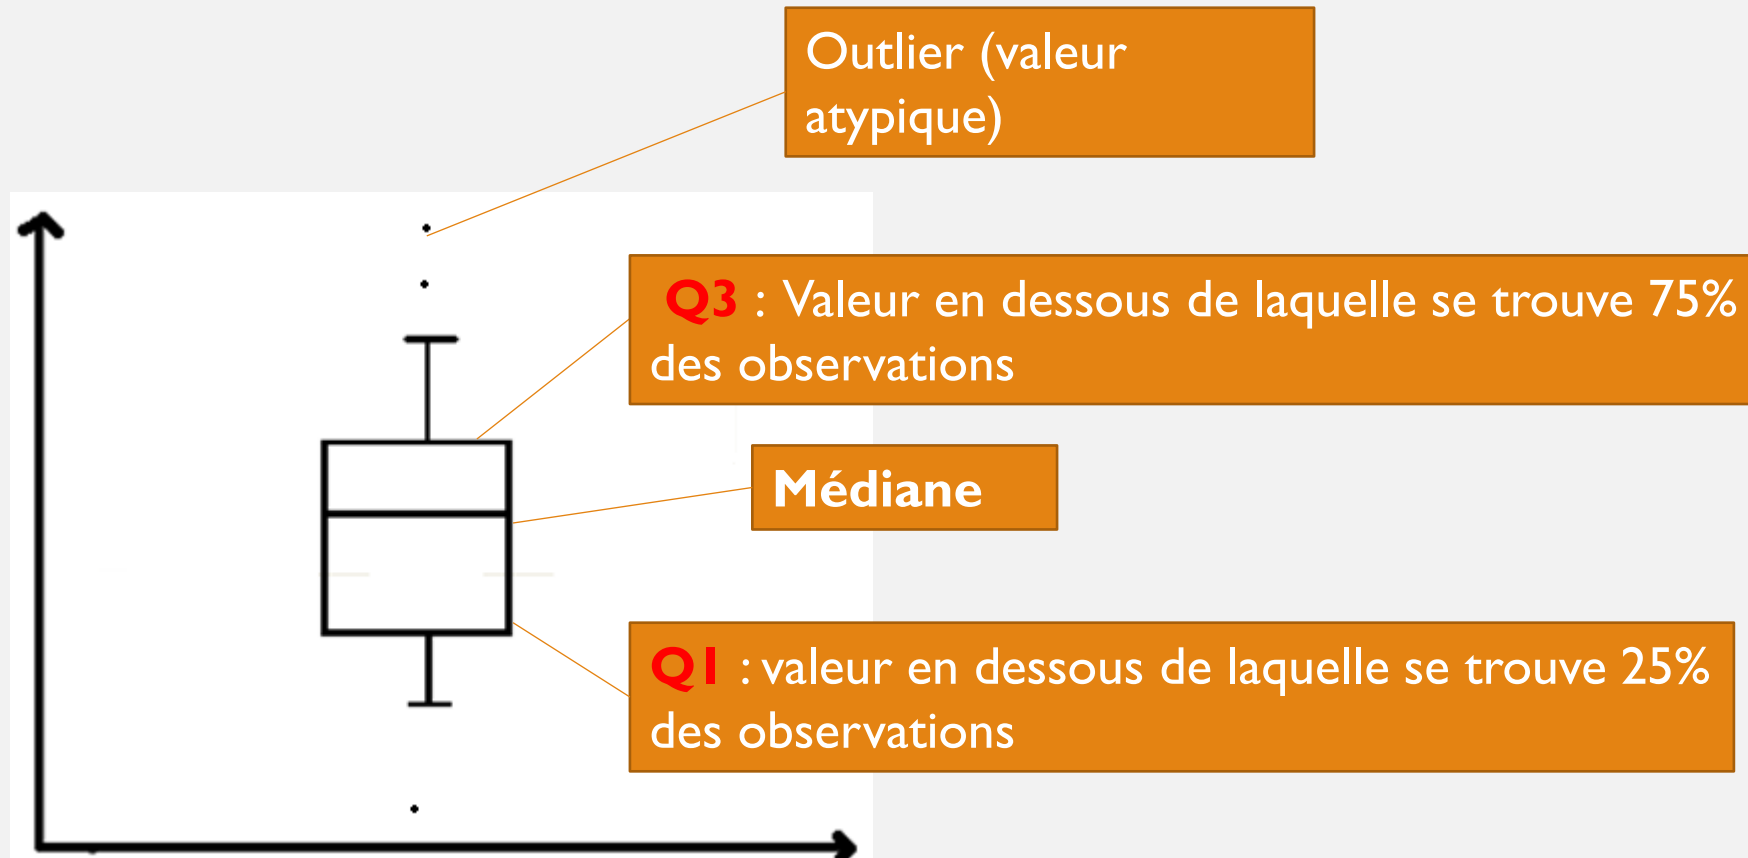 Outlier (valeur
atypique)
Q3 : Valeur en dessous de laquelle se trouve 75%
des observations
Médiane
Q1 : valeur en dessous de laquelle se trouve 25%
des observations